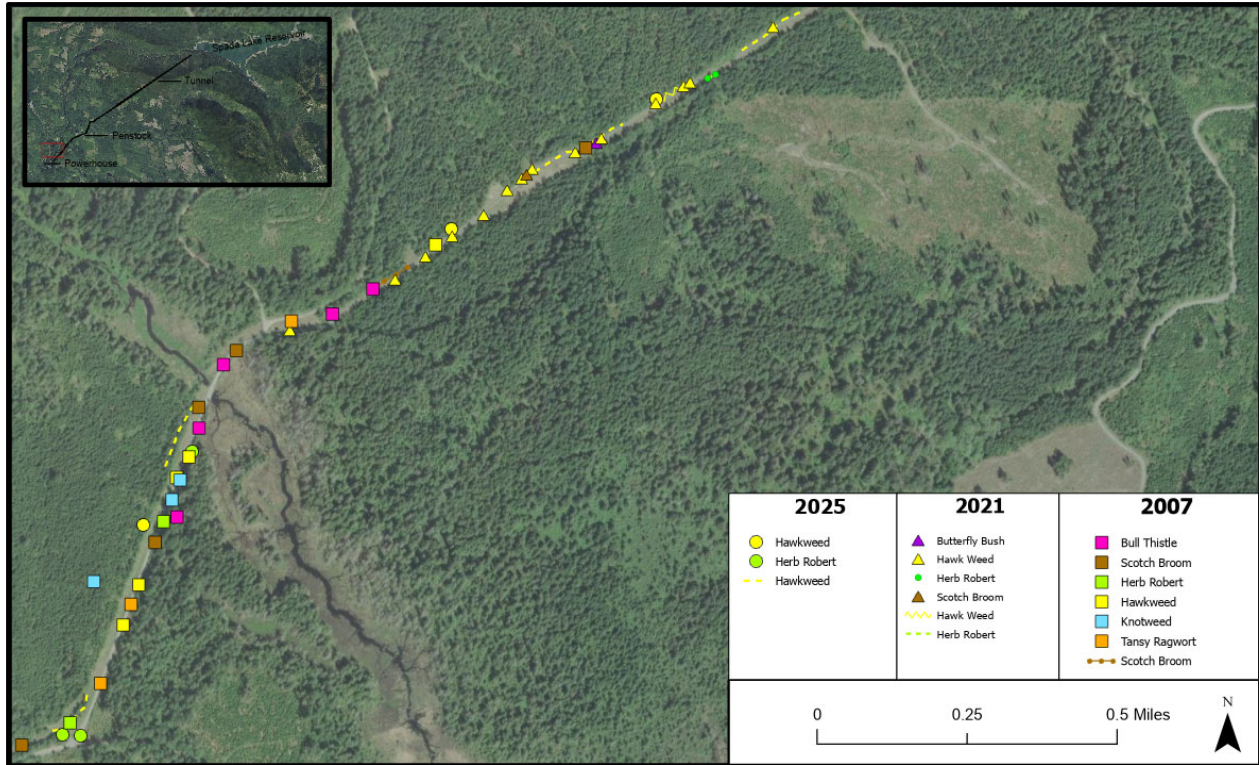 Spada Lake Reservoir
Tunnel
Penstock
Powerhouse
2025
Hawkweed
Herb Robert
Hawkweed
2021
Butterfly Bush
Hawk Weed
Herb Robert
Scotch Broom
Hawk Weed
Herb Robert
2007
Bull Thistle
Scotch Broom
Herb Robert
Hawkweed
Knotweed
Tansy Ragwort
Scotch Broom
0 0.25 0.5 Miles
N